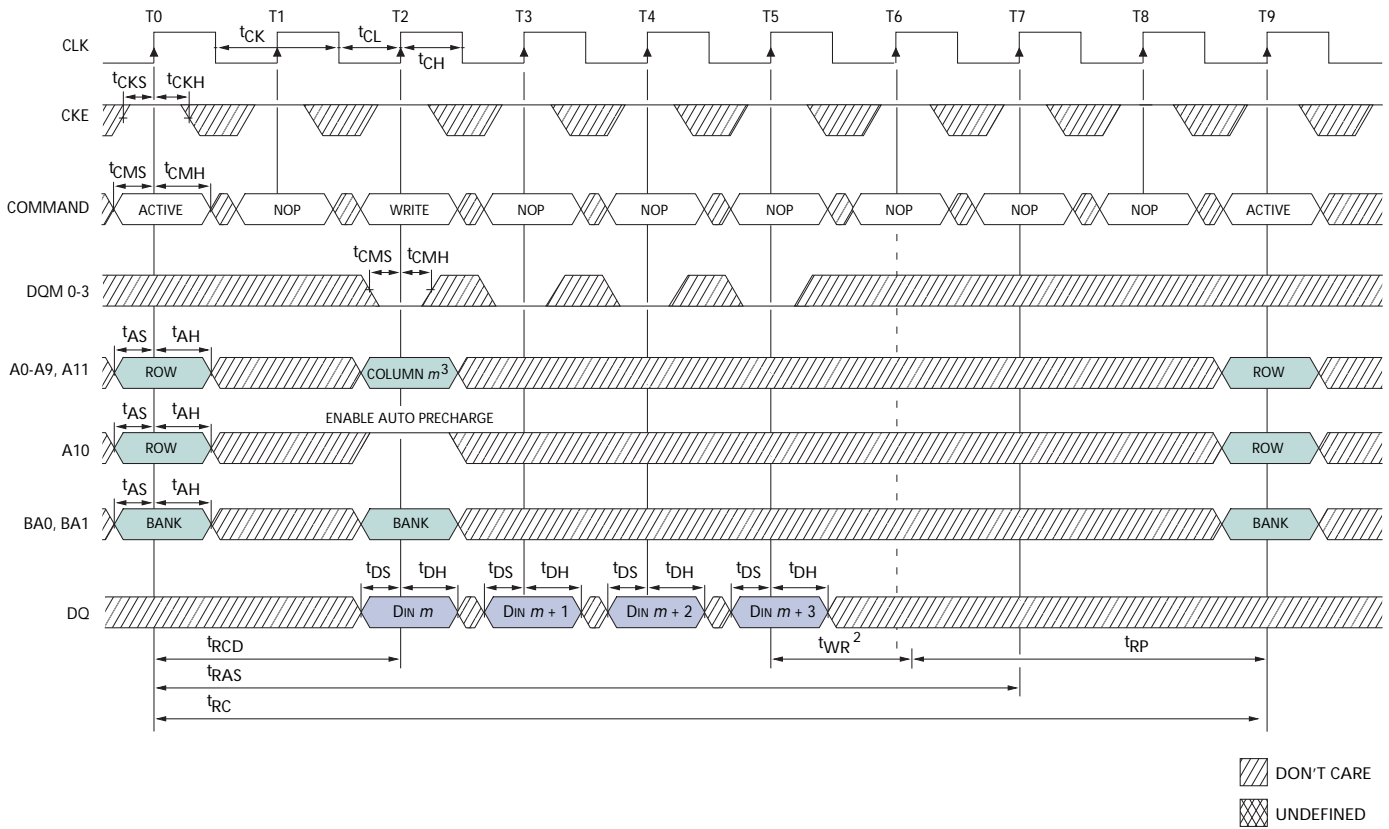 T0 T1 T2 T3 T4 T5 T6 T7 T8 T9
CLK tCK tCL tCH
tCKS tCKH
CKE
tCMS tCMH
COMMAND ACTIVE NOP WRITE NOP NOP NOP NOP NOP NOP ACTIVE
tCMS tCMH
DQM 0-3
tAS tAH
A0-A9, A11 ROW COLUMN m3 ROW
ENABLE AUTO PRECHARGE
tAS tAH
A10 ROW ROW
tAS tAH
BA0, BA1 BANK BANK BANK
tDS tDH tDS tDH tDS tDH tDS tDH
DQ DIN m DIN m + 1 DIN m + 2 DIN m + 3
tRCD tWR2 tRP
tRAS
tRC
DON'T CARE
UNDEFINED